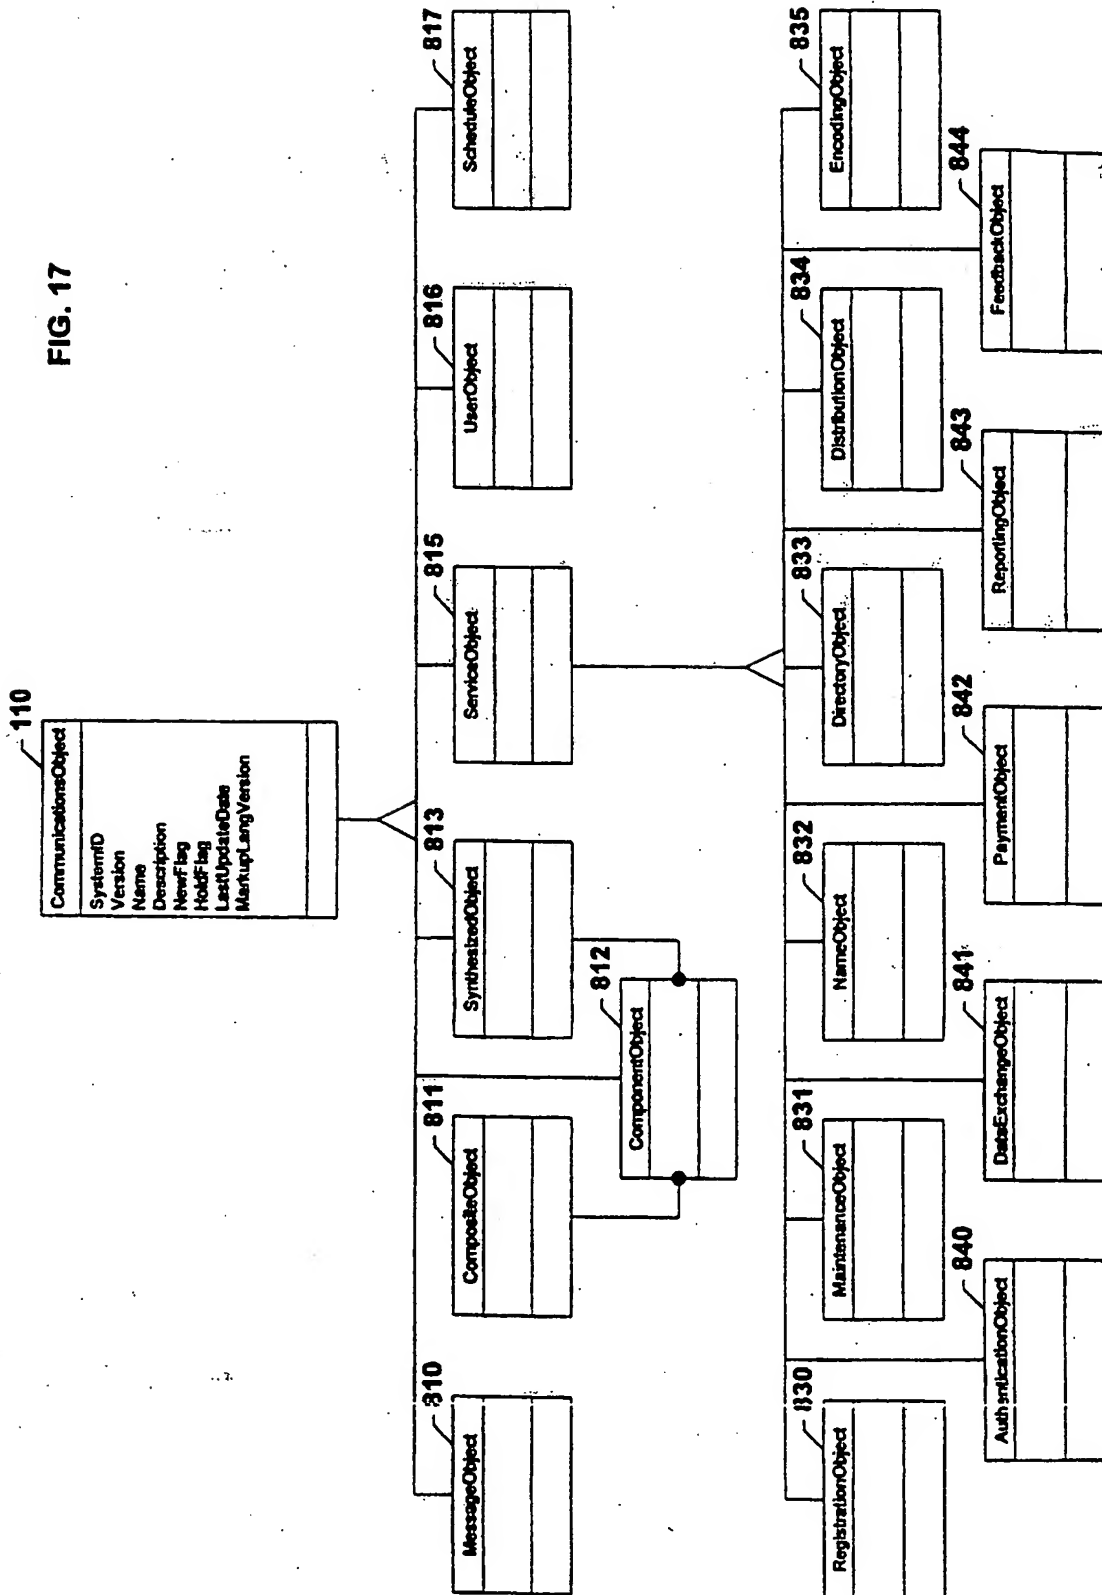 FIG. 17
110
CommunicationsObject
SystemID
Version
Name
Description
NewFlag
HoldFlag
LastUpdateDate
MarkupLangVersion
810
MessageObject
811
CompositeObject
812
ComponentObject
813
SynthesizedObject
815
ServiceObject
816
UserObject
817
ScheduleObject
830
RegistrationObject
831
MaintenanceObject
832
NameObject
833
DirectoryObject
834
DistributionObject
835
EncodingObject
840
AuthenticationObject
841
DataExchangeObject
842
PaymentObject
843
ReportingObject
844
FeedbackObject